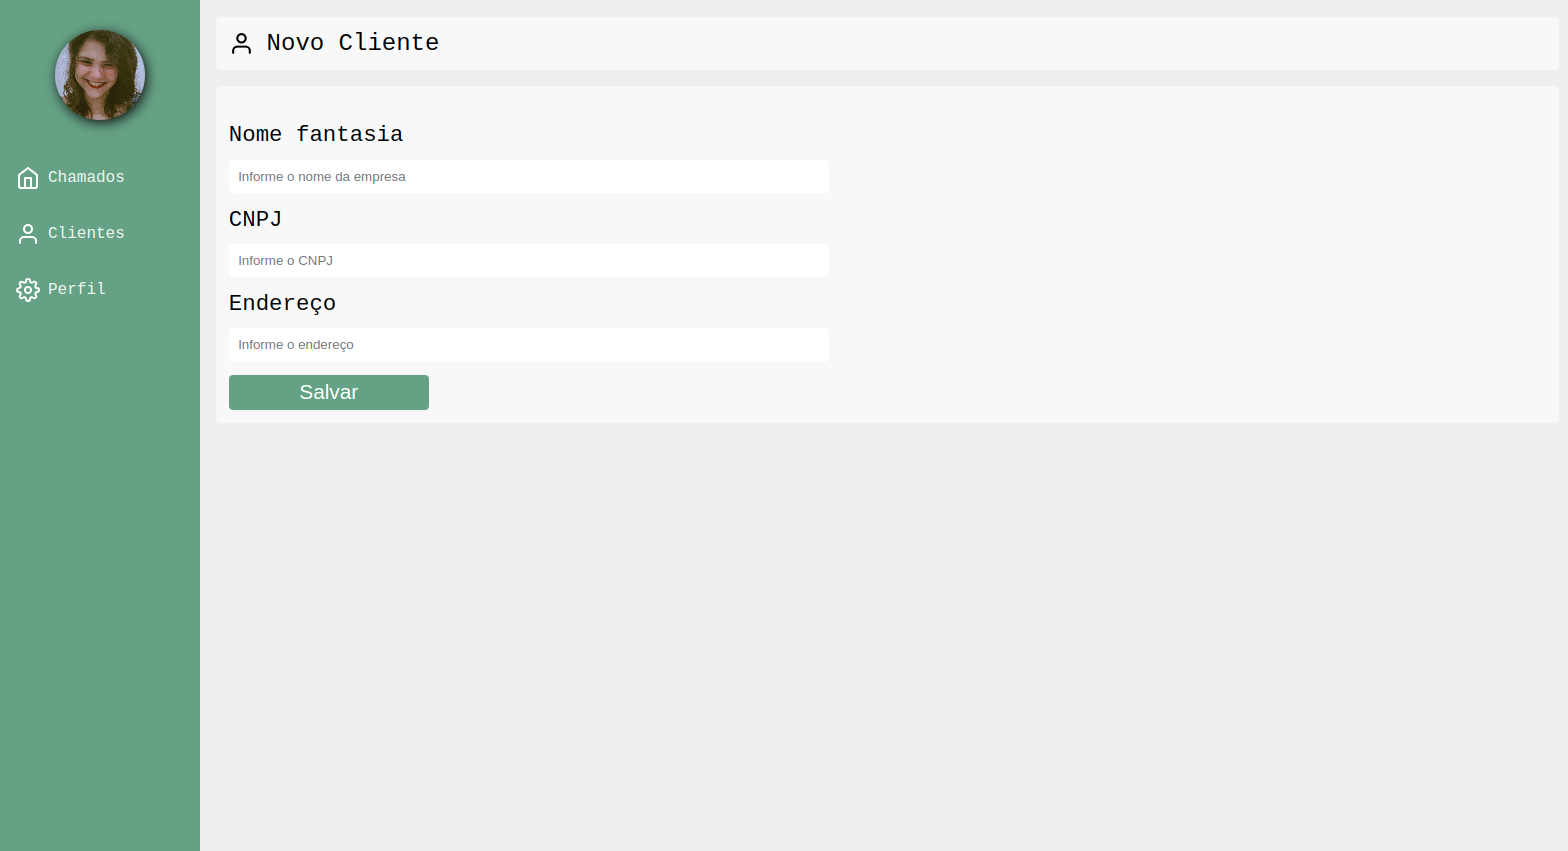 Chamados
Clientes
Perfil
Novo Cliente
Nome fantasia
Informe o nome da empresa
CNPJ
Informe o CNPJ
Endereço
Informe o endereço
Salvar